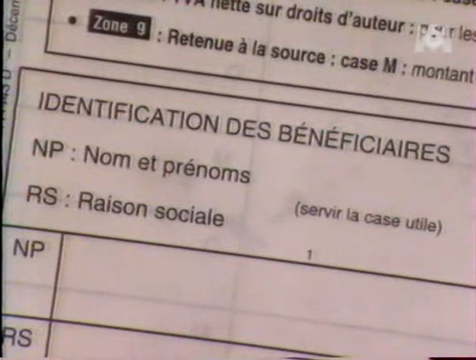 TVA nette sur droits d'auteur : pour les
• Zone 9 : Retenue à la source : case M : montant
IDENTIFICATION DES BÉNÉFICIAIRES
NP : Nom et prénoms
RS : Raison sociale
(servir la case utile)
NP
1
RS